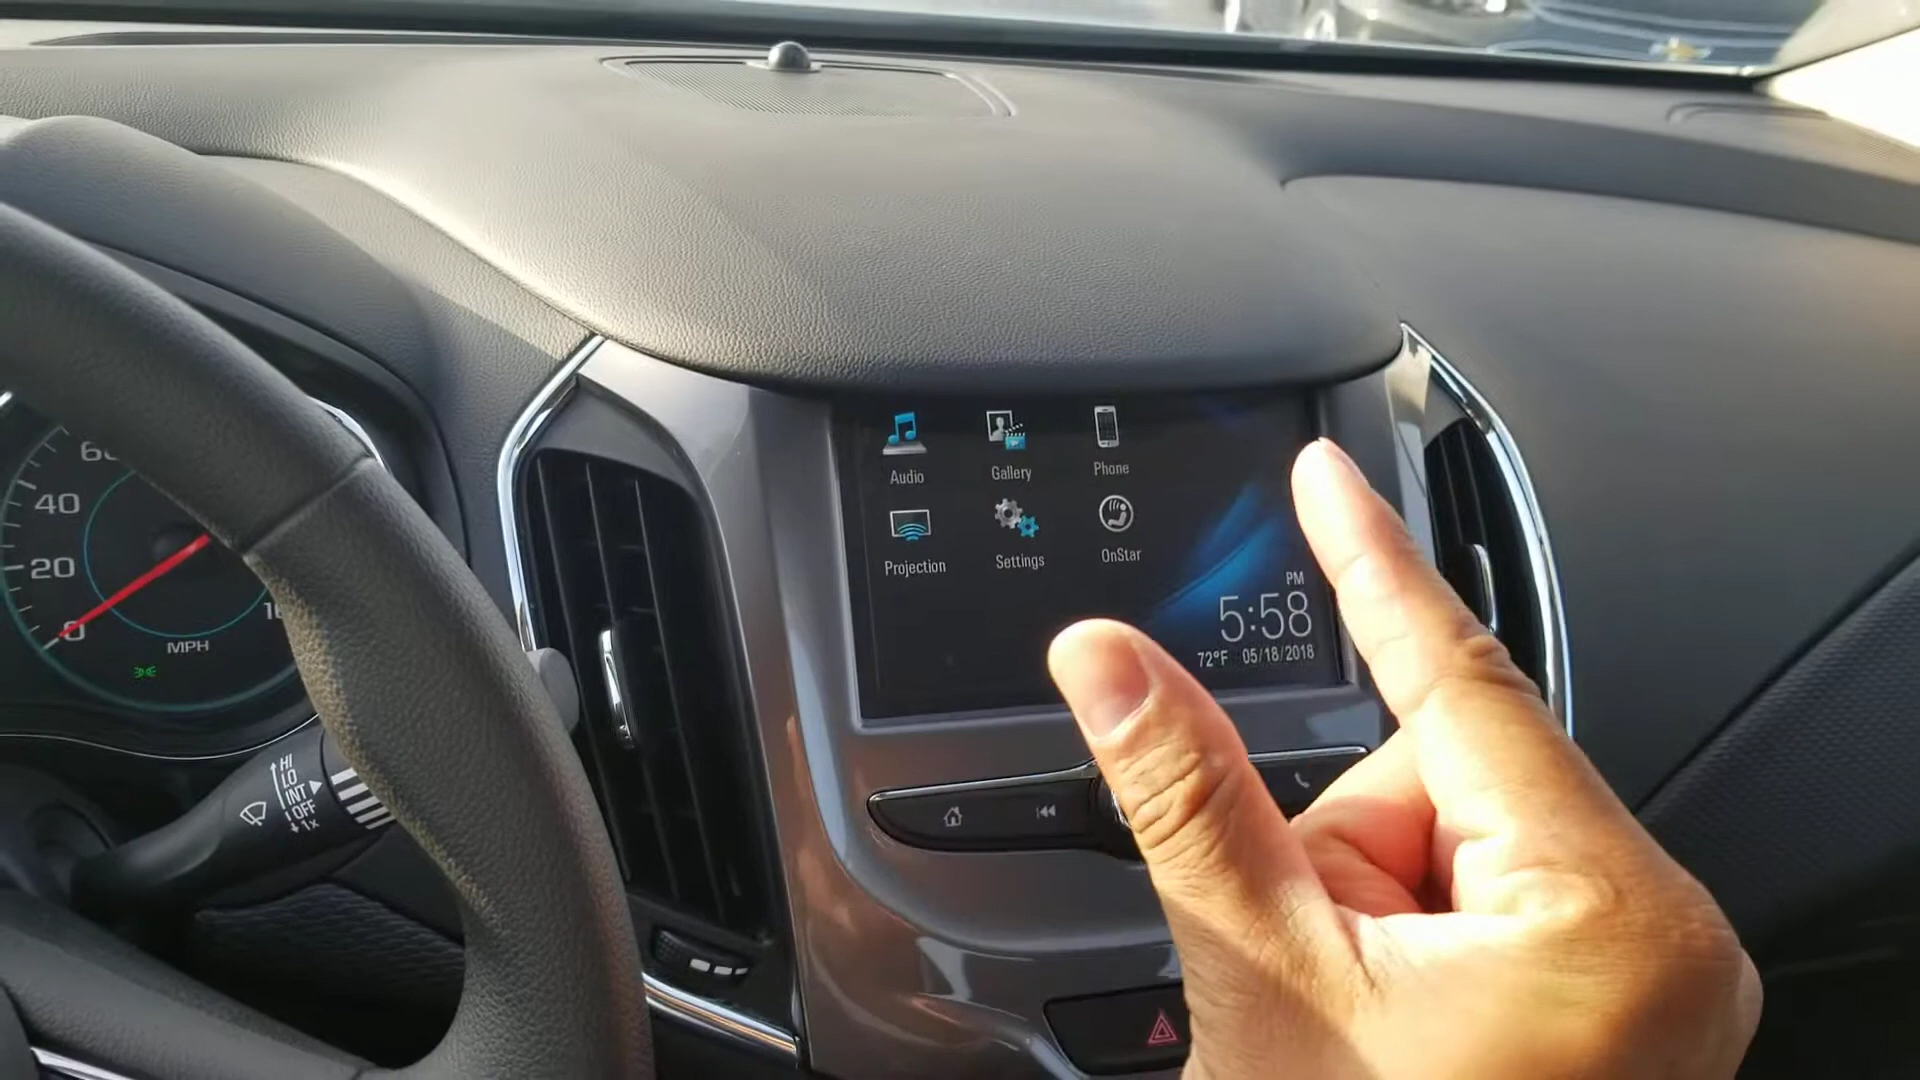 Audio
Gallery
Phone
Projection
Settings
OnStar
PM
5:58
72°F 05/18/2018
40
20
0
MPH
HI
LO
INT
OFF
1x